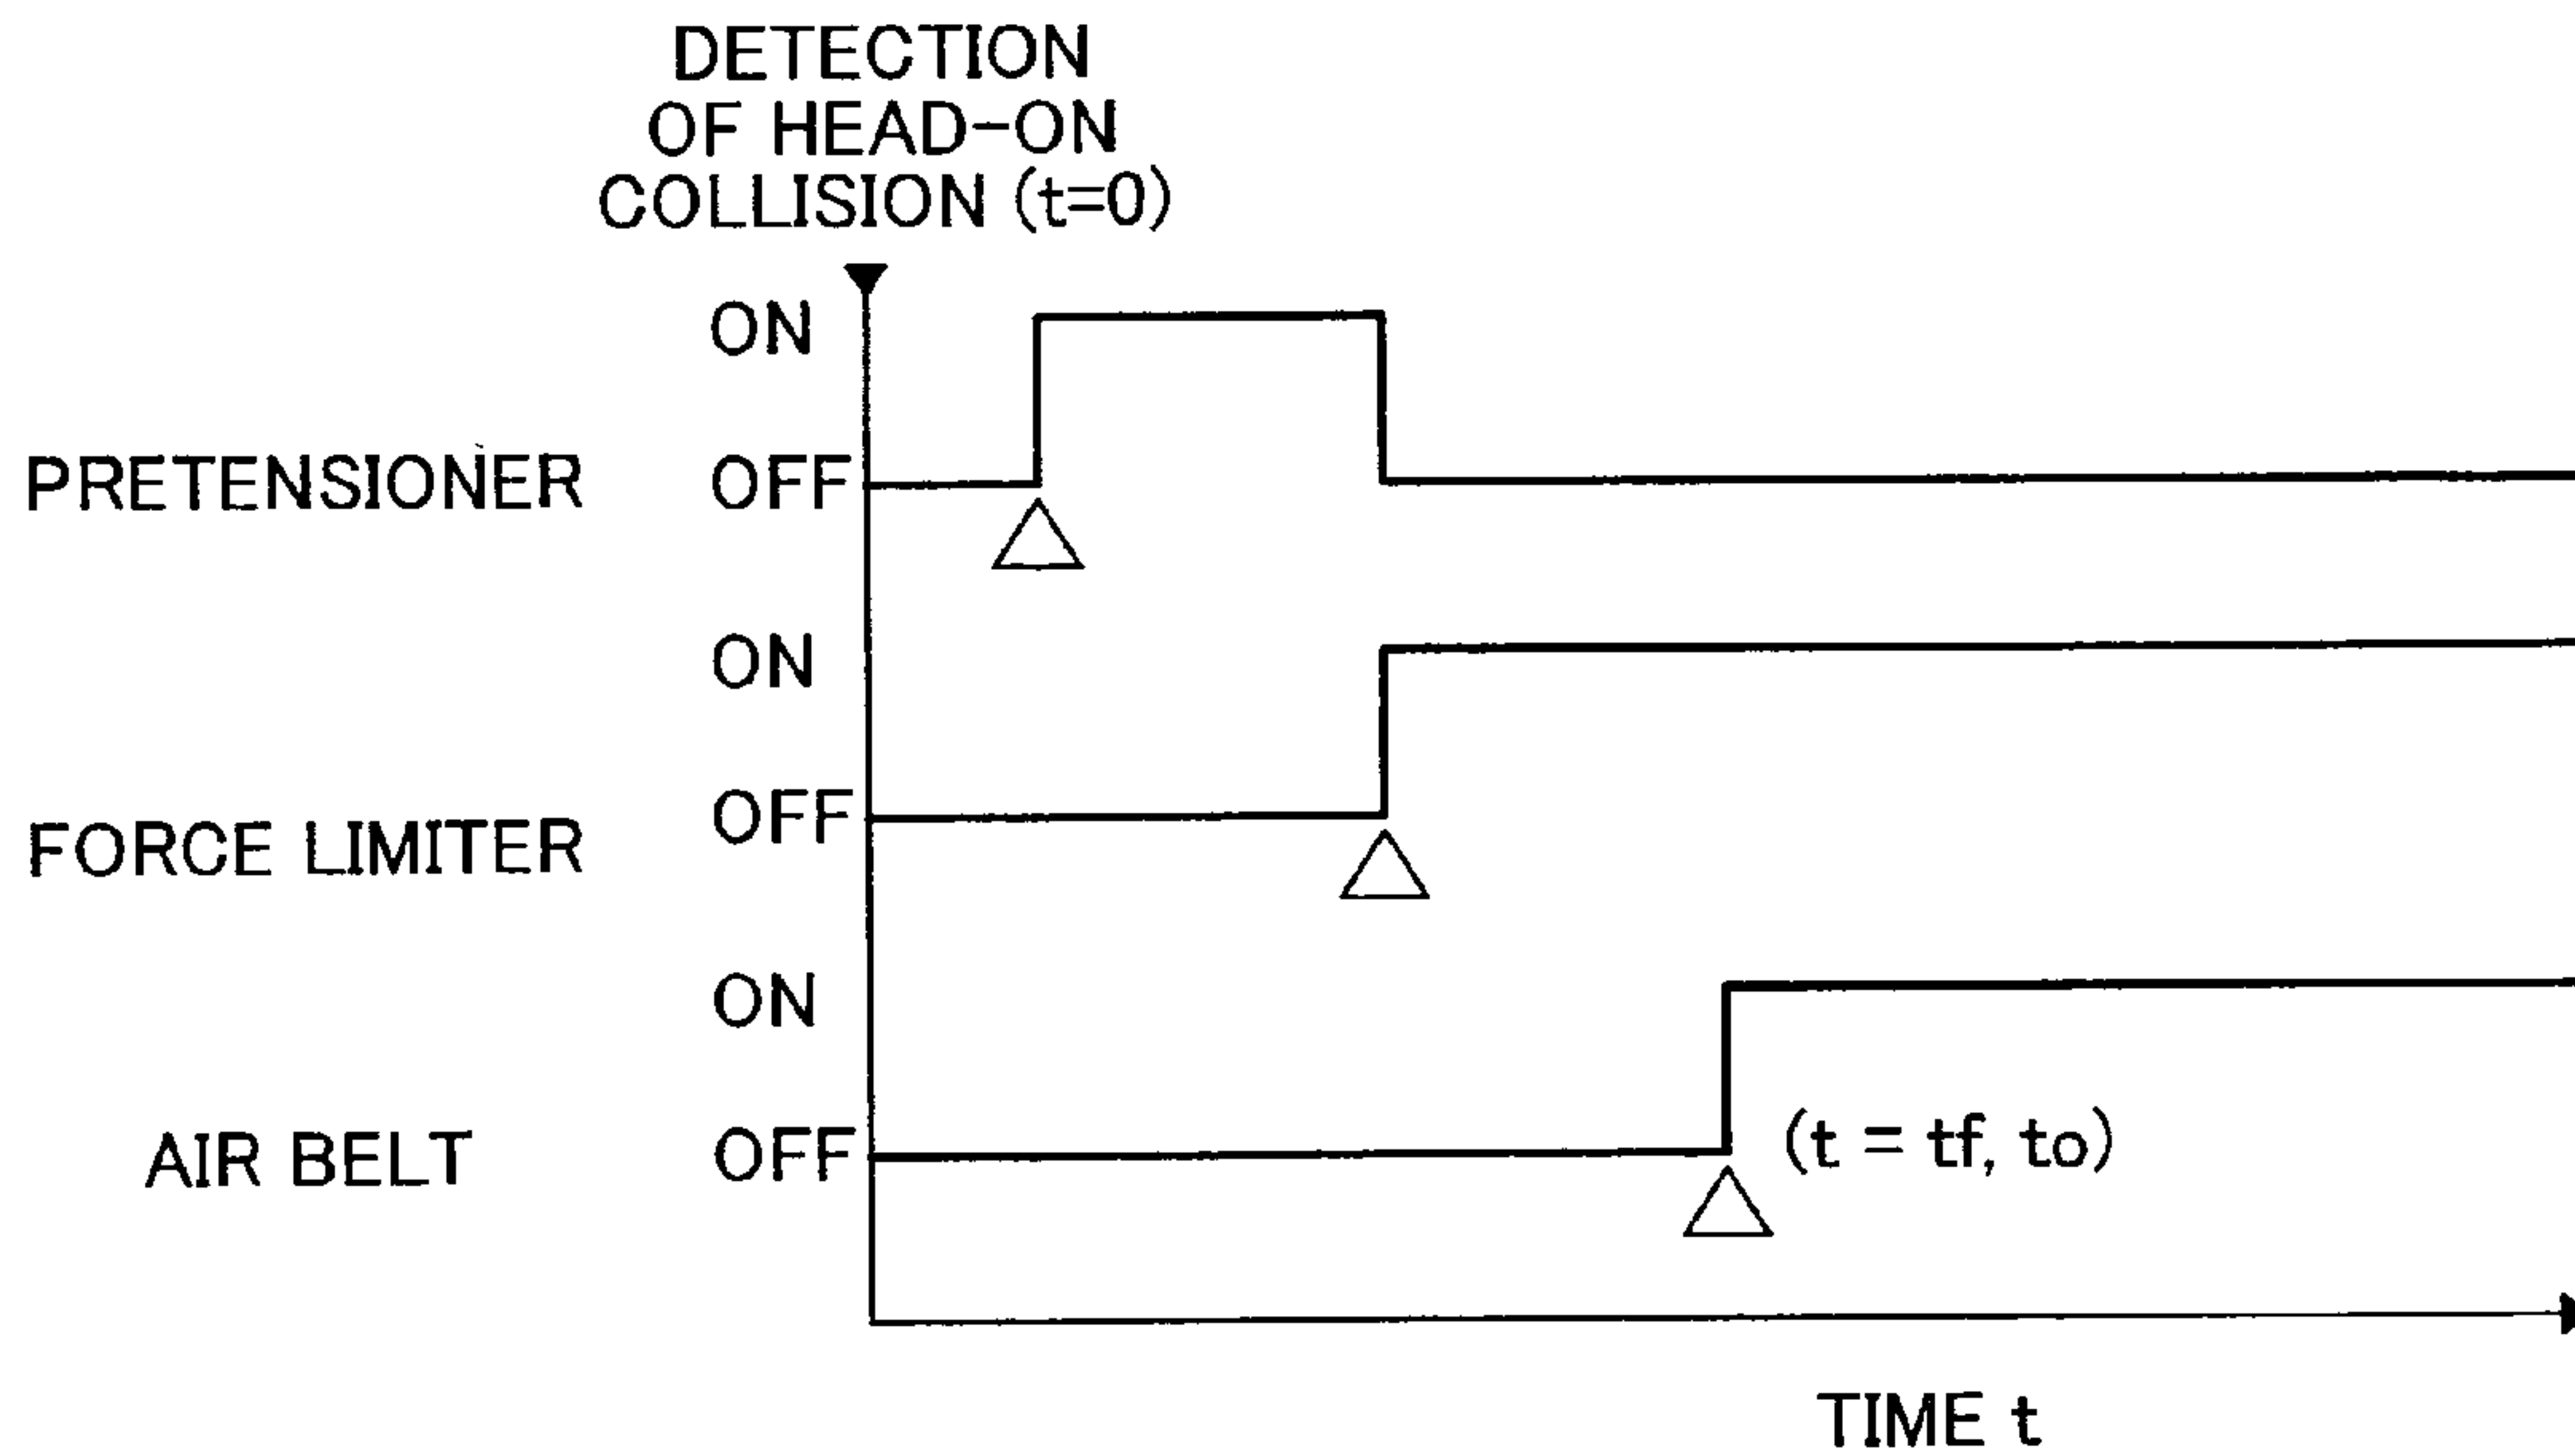 DETECTION
OF HEAD-ON
COLLISION (t=0)
ON
PRETENSIONER OFF
ON
FORCE LIMITER OFF
ON
AIR BELT OFF (t = tf, to)
TIME t